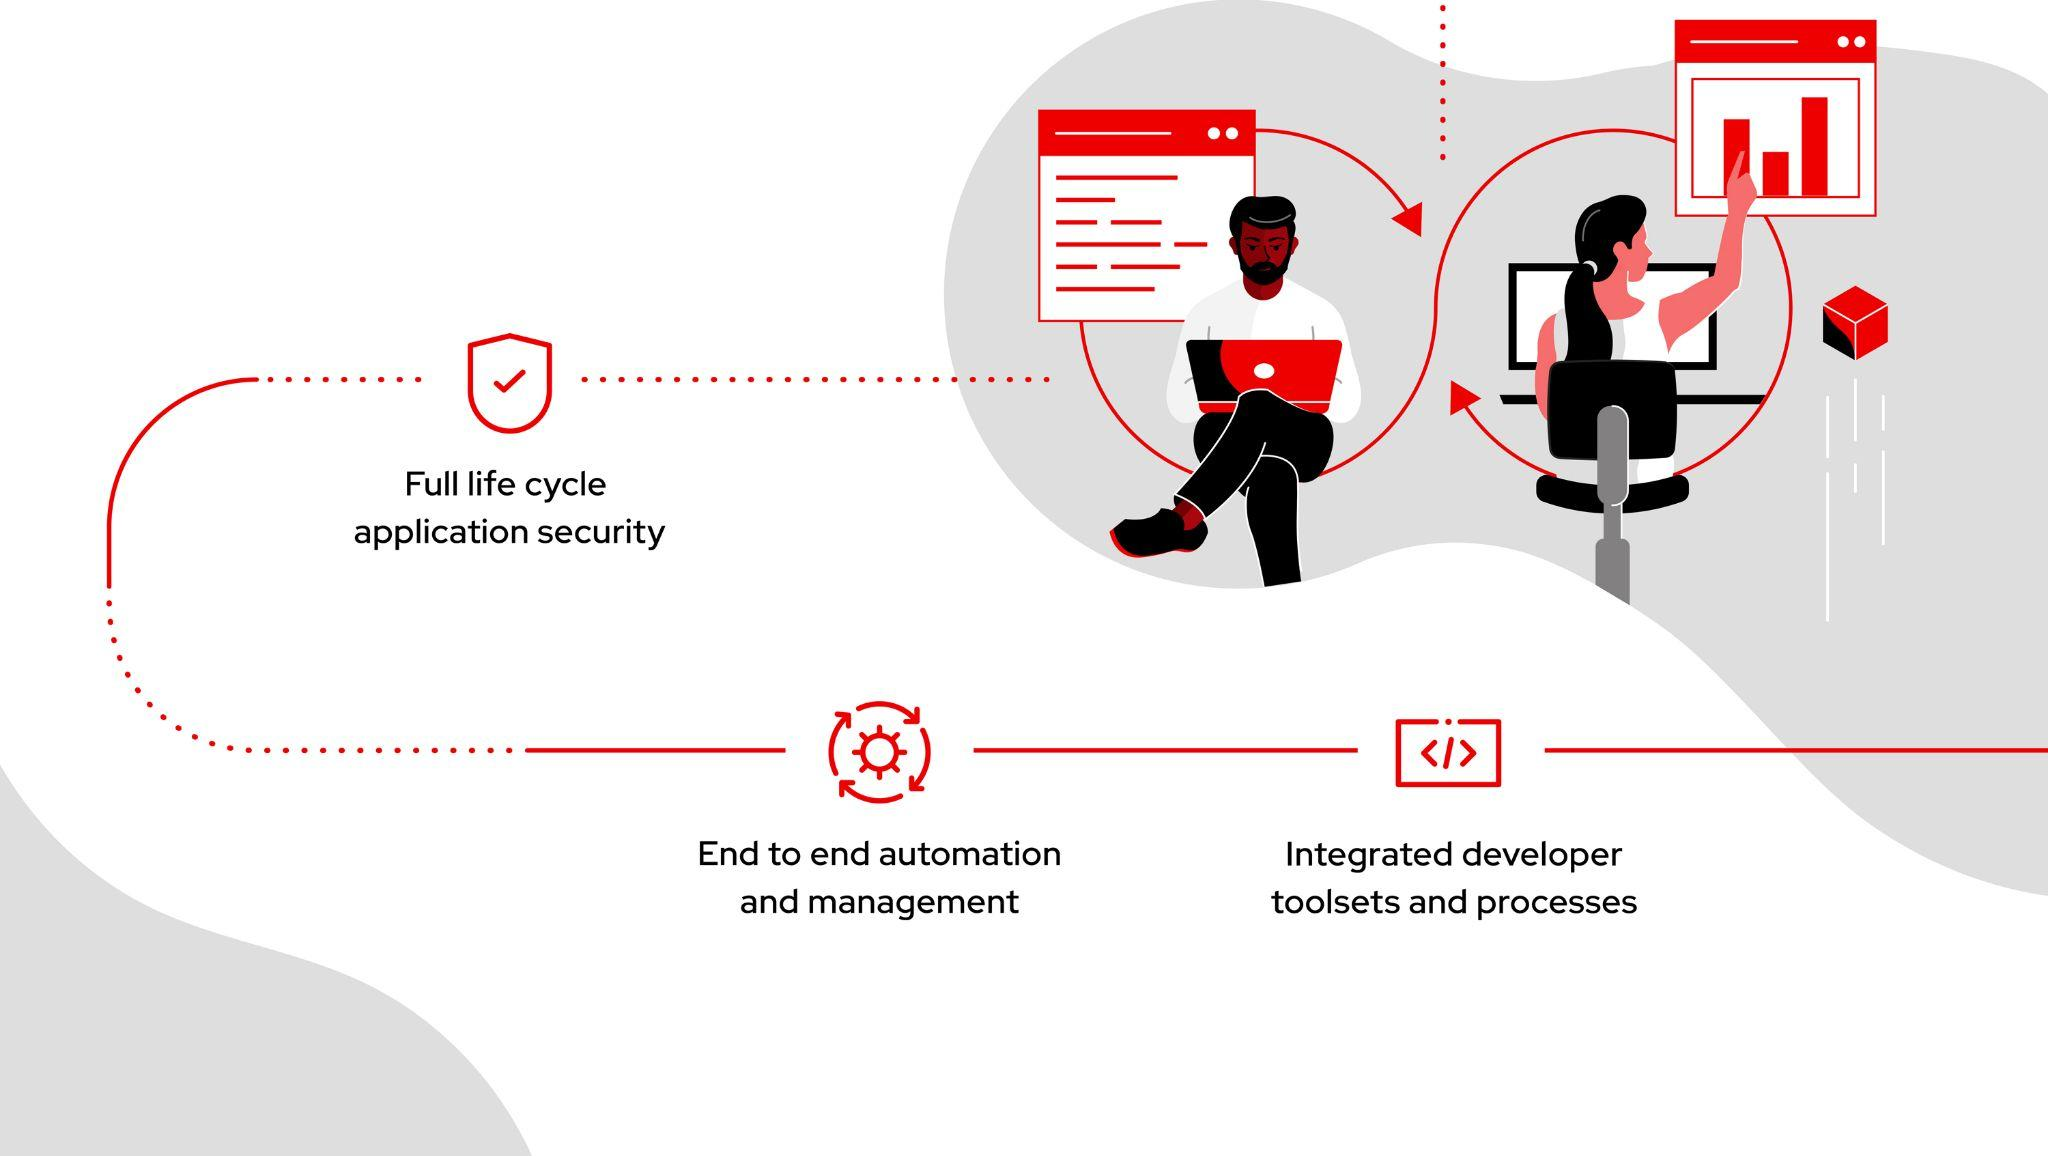 Full life cycle
application security
End to end automation
and management
Integrated developer
toolsets and processes